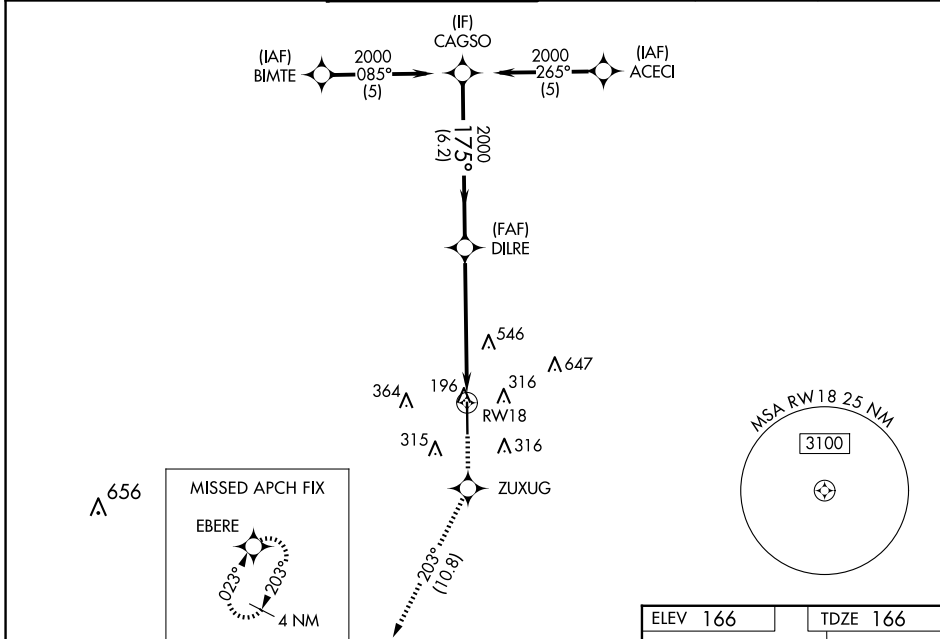 (IF)
CAGSO
(IAF)
BIMTE
2000
085°
(5)
2000
265°
(5)
(IAF)
ACECI
2000
175°
(6.2)
(FAF)
DILRE
546
647
364
196
316
RW18
315
316
ZUXUG
656
203°
(10.8)
MISSED APCH FIX
EBERE
023°
203°
4 NM
MSA RW18 25 NM
3100
ELEV 166
TDZE 166